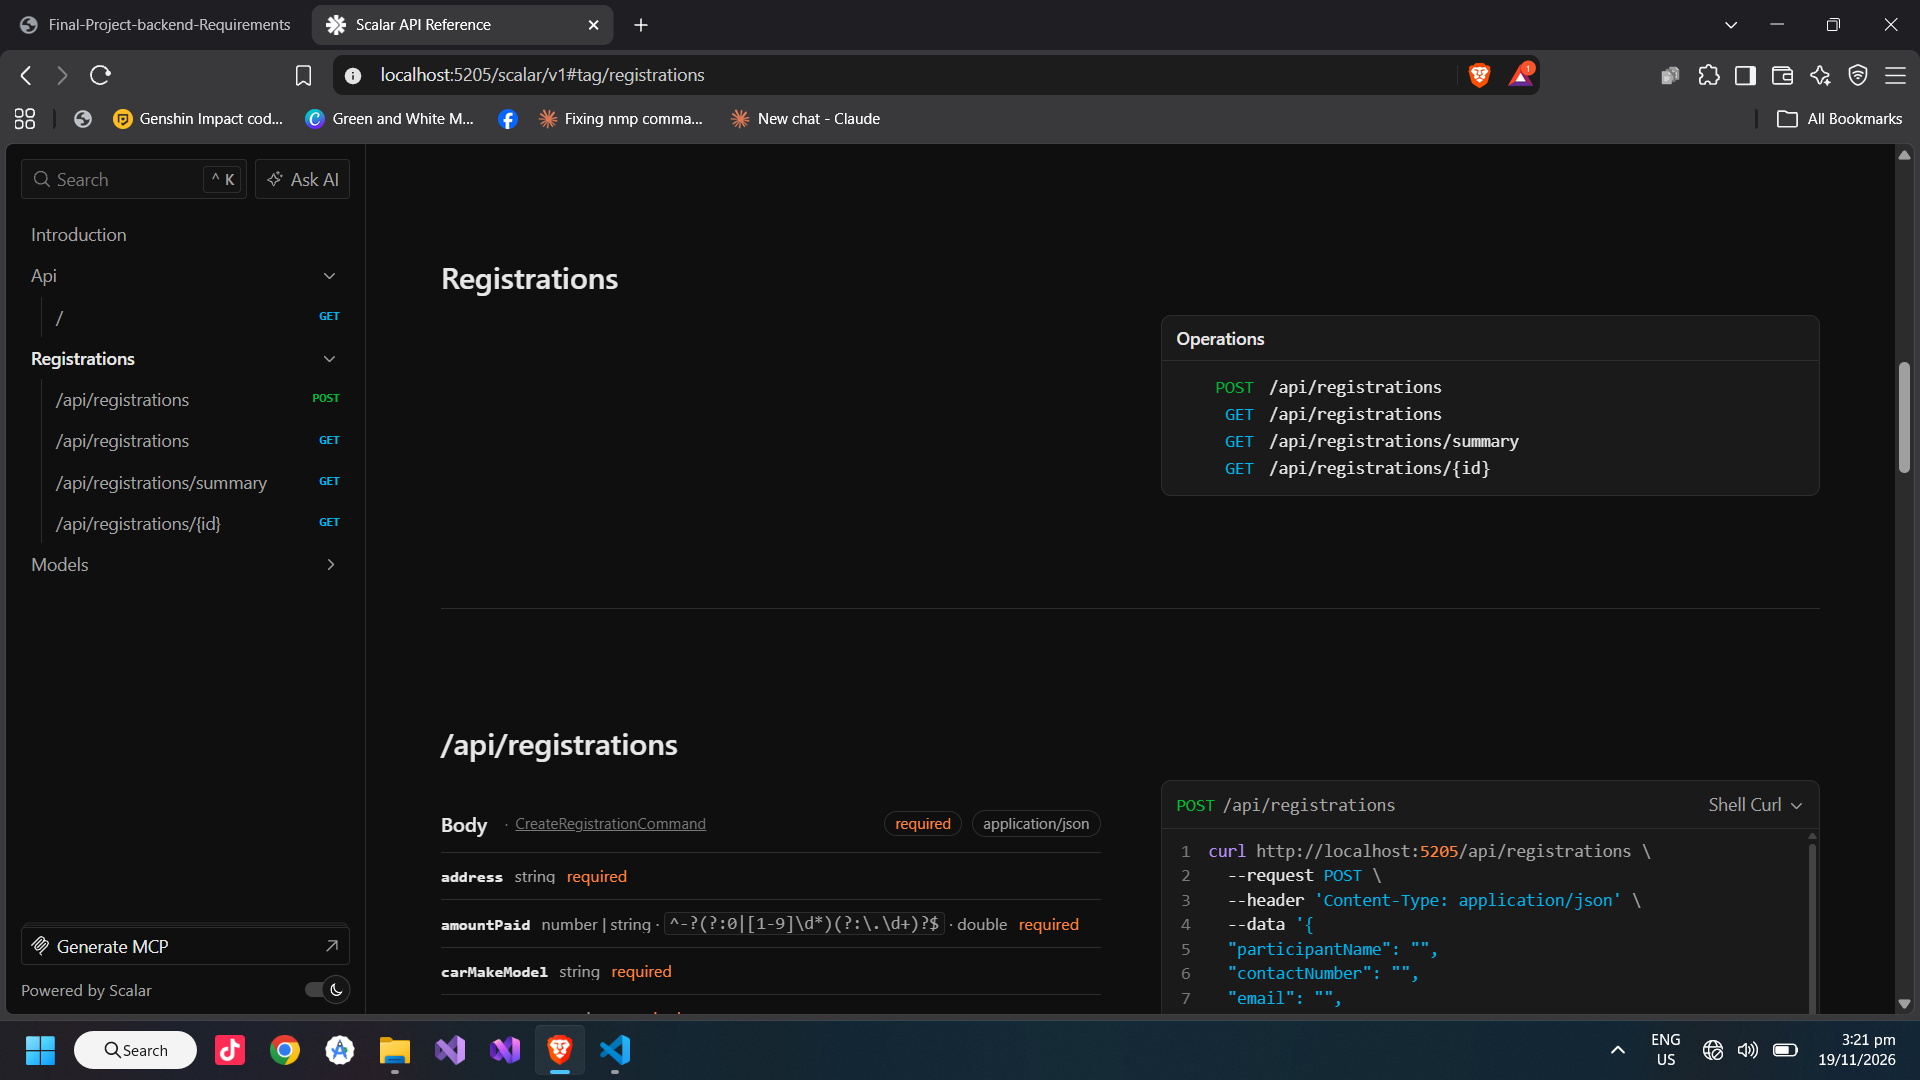 Final-Project-backend-Requirements
Scalar API Reference
localhost:5205/scalar/v1#tag/registrations
1
Genshin Impact cod...
Green and White M...
Fixing nmp comma...
New chat - Claude
All Bookmarks
Search
^ K
Ask AI
Introduction
Api
/ GET
Registrations
/api/registrations POST
/api/registrations GET
/api/registrations/summary GET
/api/registrations/{id} GET
Models
Generate MCP
Powered by Scalar
Registrations
Operations
POST /api/registrations
GET /api/registrations
GET /api/registrations/summary
GET /api/registrations/{id}
/api/registrations
Body · CreateRegistrationCommand required application/json
address string required
amountPaid number | string · ^-?(?:0|[1-9]\d*)(?:\.\d+)?$ · double required
carMakeModel string required
POST /api/registrations
Shell Curl
1 curl http://localhost:5205/api/registrations \
2 --request POST \
3 --header 'Content-Type: application/json' \
4 --data '{
5 "participantName": "",
6 "contactNumber": "",
7 "email": "",
Search
ENG
US
3:21 pm
19/11/2026